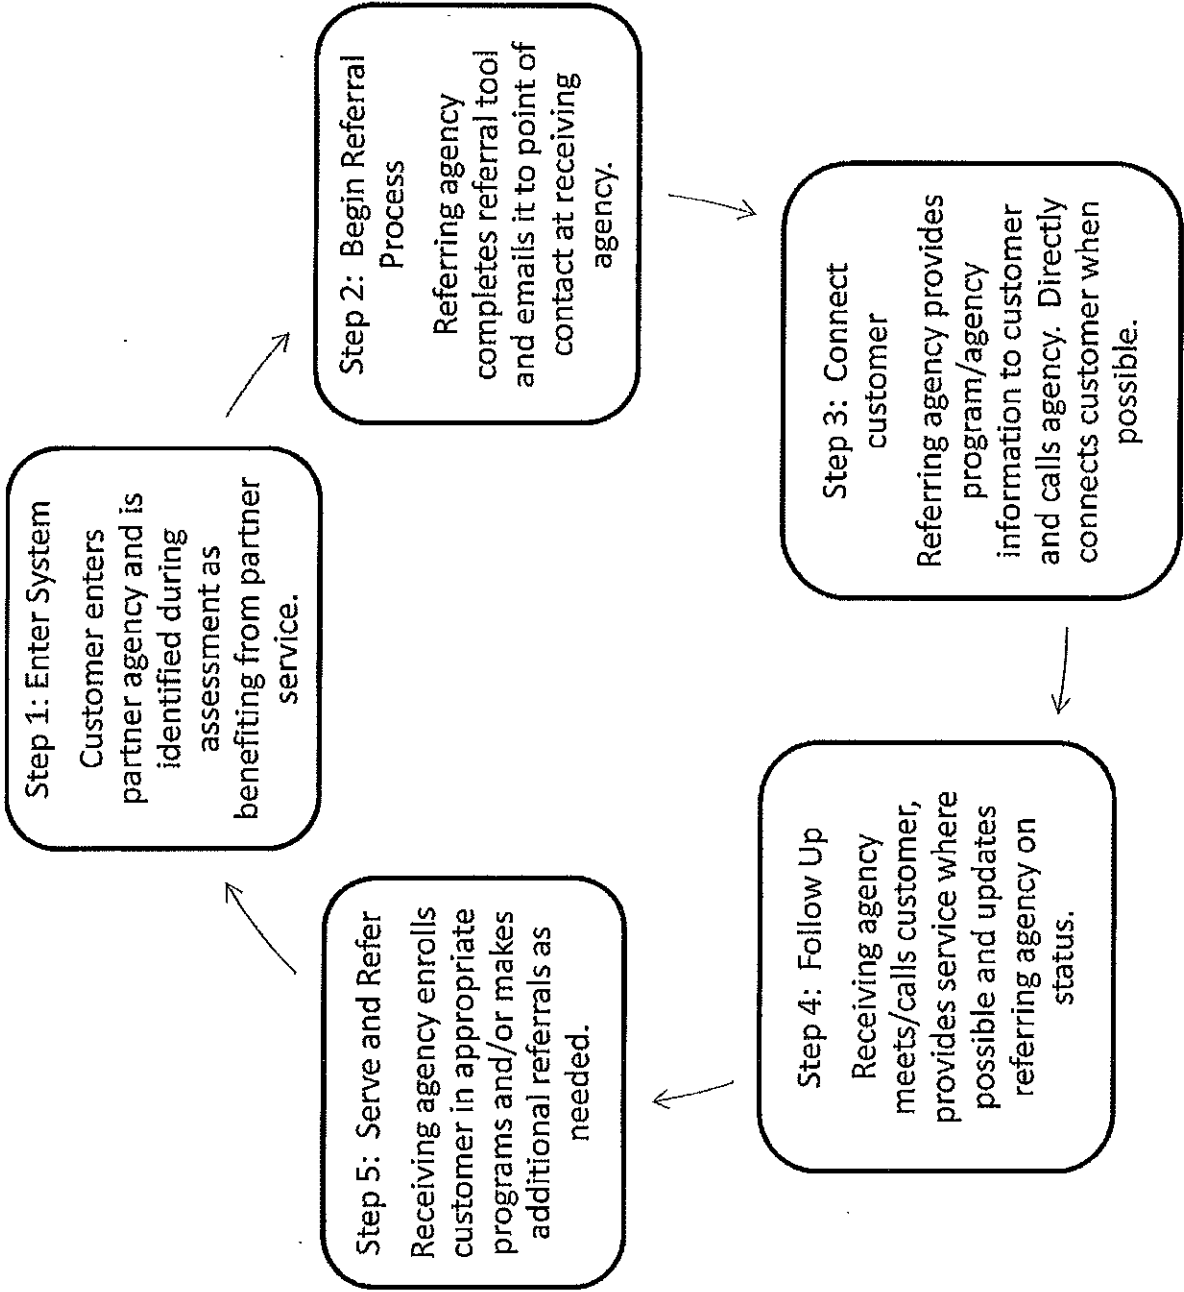 Step 1: Enter System
Customer enters
partner agency and is
identified during
assessment as
benefiting from partner
service.
Step 2: Begin Referral
Process
Referring agency
completes referral tool
and emails it to point of
contact at receiving
agency.
Step 3: Connect
customer
Referring agency provides
program/agency
information to customer
and calls agency. Directly
connects customer when
possible.
Step 4: Follow Up
Receiving agency
meets/calls customer,
provides service where
possible and updates
referring agency on
status.
Step 5: Serve and Refer
Receiving agency enrolls
customer in appropriate
programs and/or makes
additional referrals as
needed.